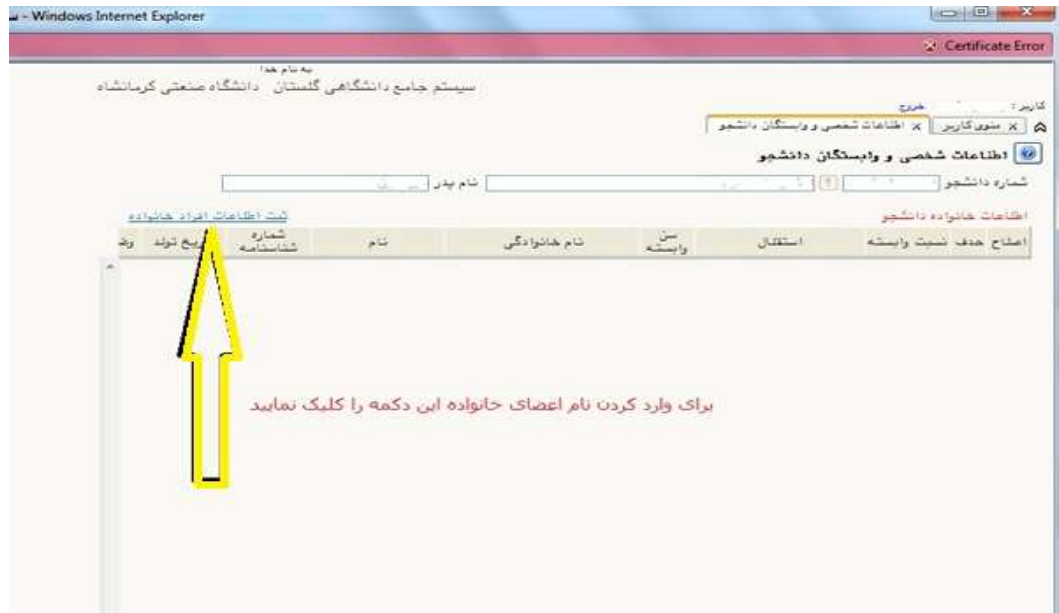 - Windows Internet Explorer
Certificate Error
به نام خدا
سیستم جامع دانشگاهی گلستان دانشگاه صنعتی کرمانشاه
کاربر : خروج
x منوی کاربر x اطلاعات شخصی و وابستگان دانشجو
اطلاعات شخصی و وابستگان دانشجو
شماره دانشجو ? نام پدر
اطلاعات خانواده دانشجو ثبت اطلاعات افراد خانواده
اصلاح حذف نسبت وابسته استقلال سن وابسته نام خانوادگی نام شماره شناسنامه
برای وارد کردن نام اعضای خانواده این دکمه را کلیک نمایید